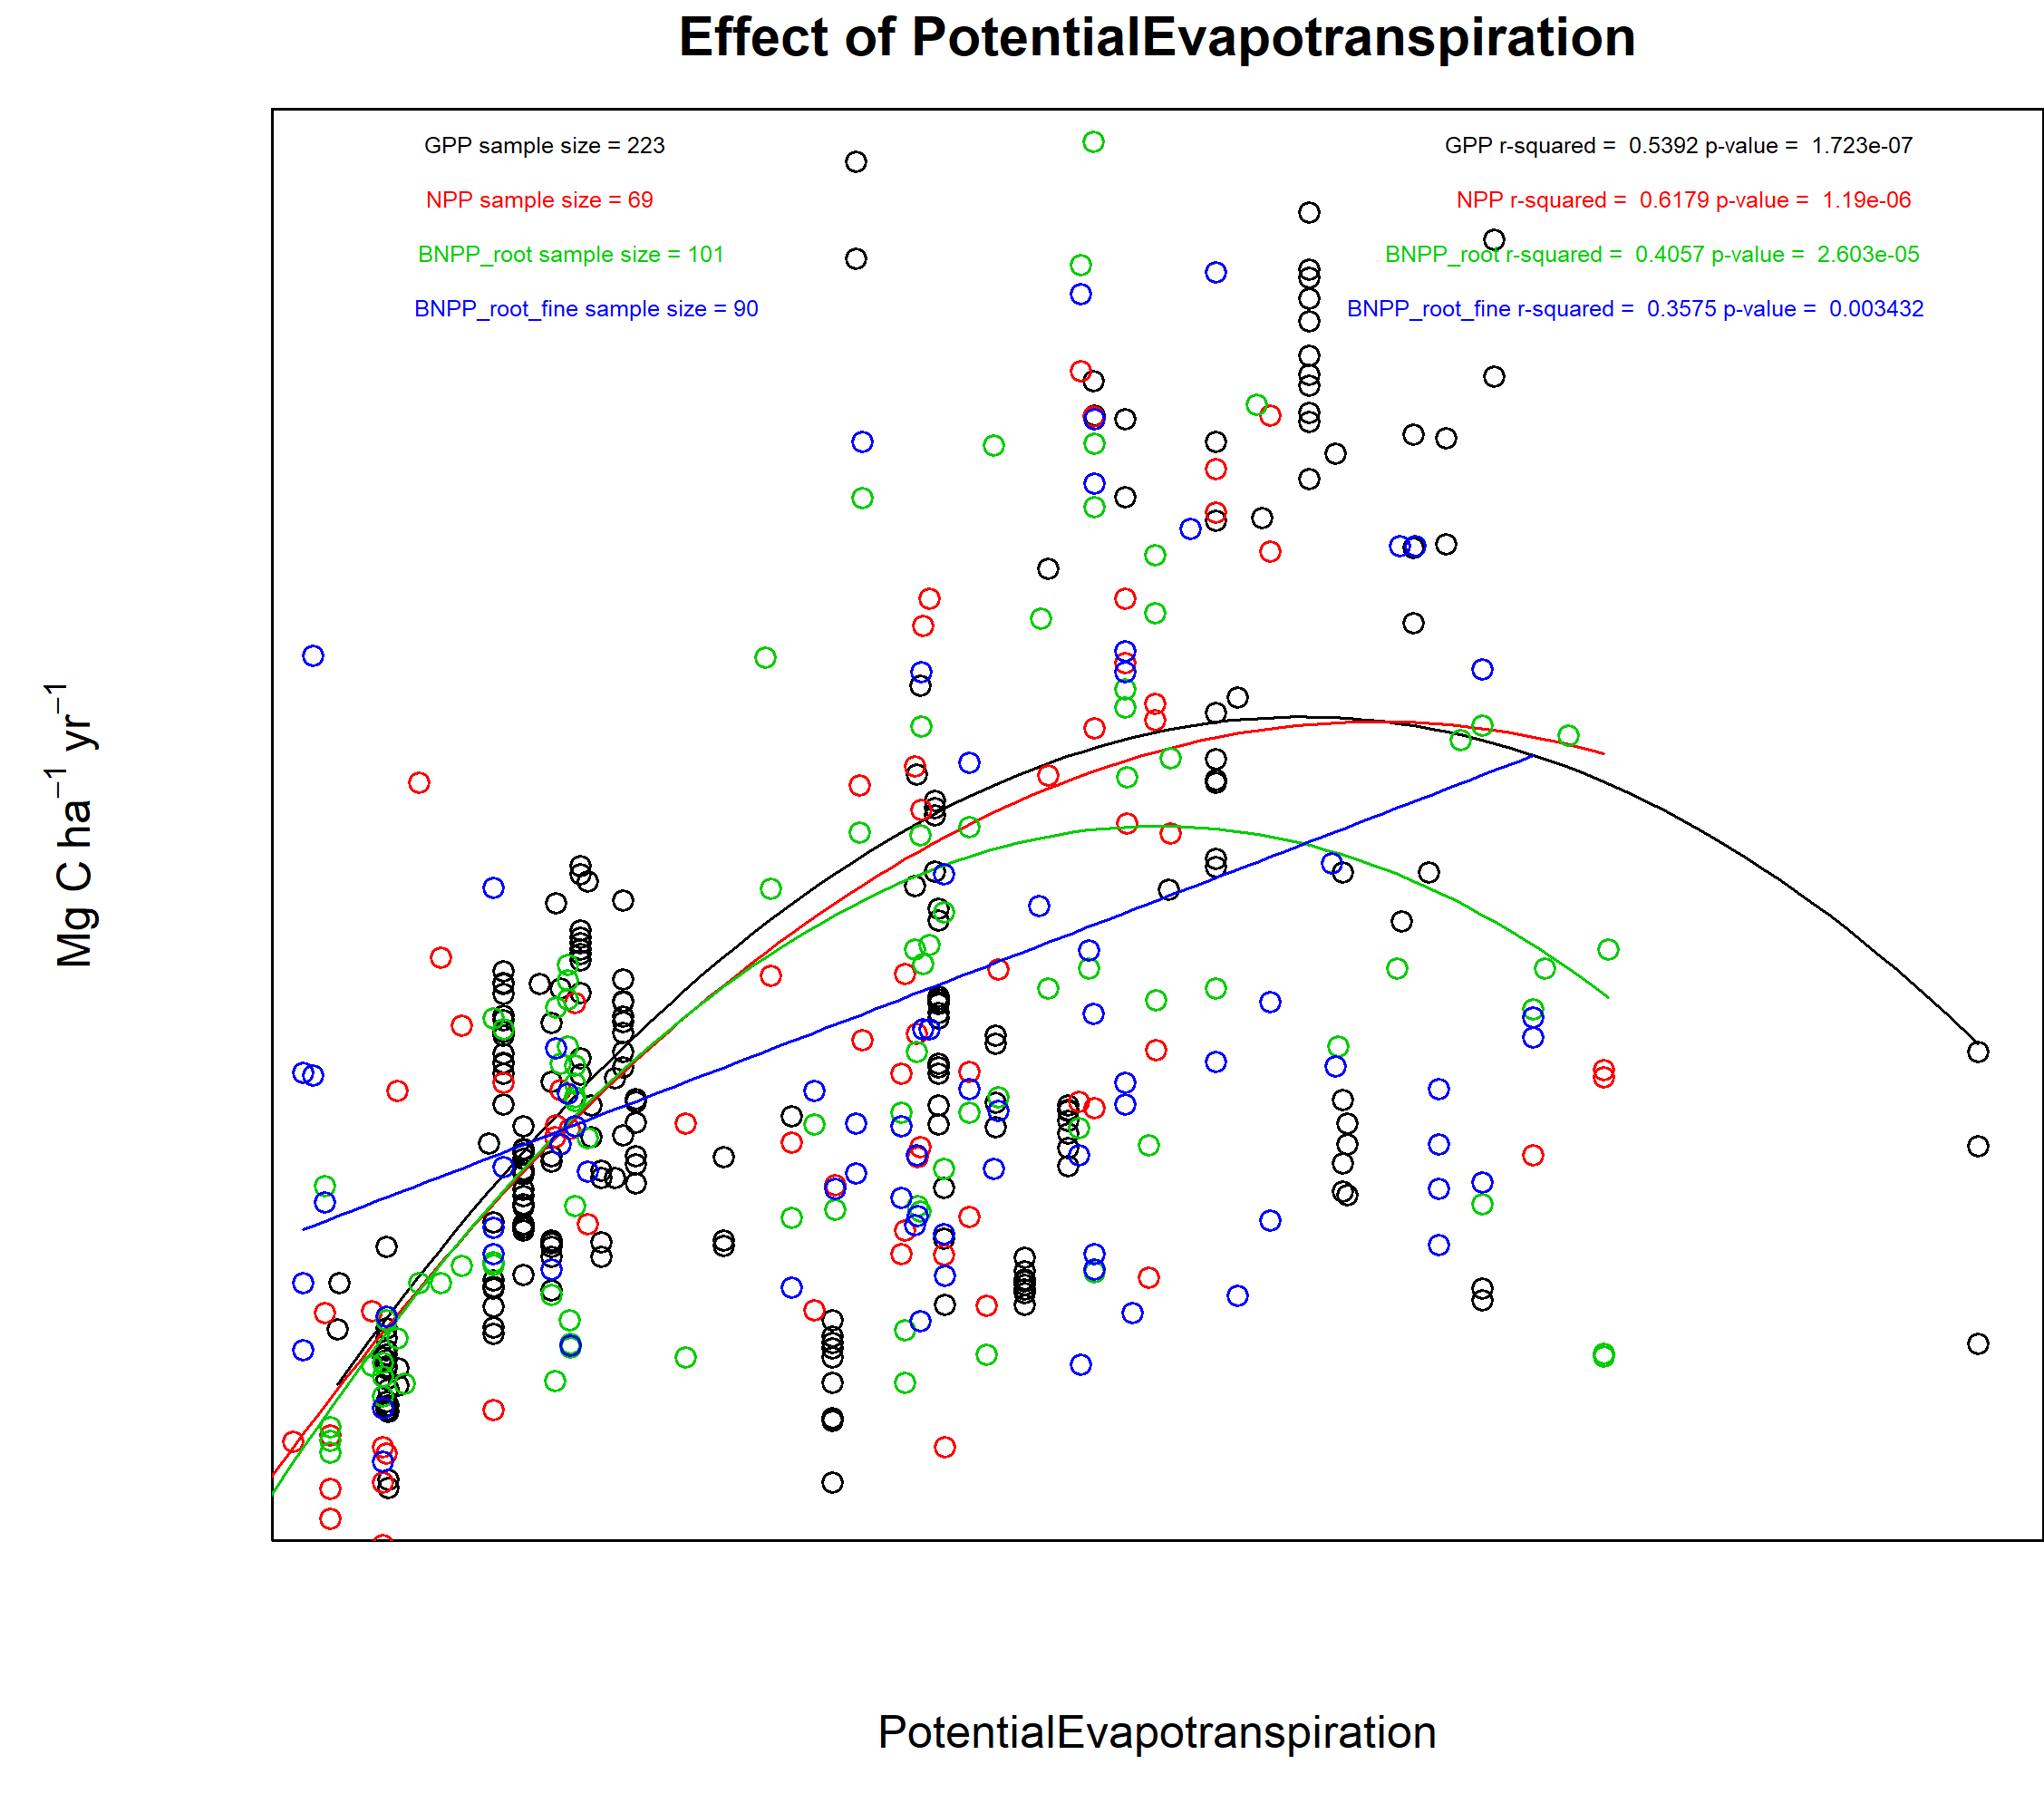 Effect of PotentialEvapotranspiration
GPP sample size = 223
GPP r-squared = 0.5392 p-value = 1.723e-07
NPP sample size = 69
NPP r-squared = 0.6179 p-value = 1.19e-06
BNPP_root sample size = 101
BNPP_root r-squared = 0.4057 p-value = 2.603e-05
BNPP_root_fine sample size = 90
BNPP_root_fine r-squared = 0.3575 p-value = 0.003432
Mg C ha⁻¹ yr⁻¹
PotentialEvapotranspiration